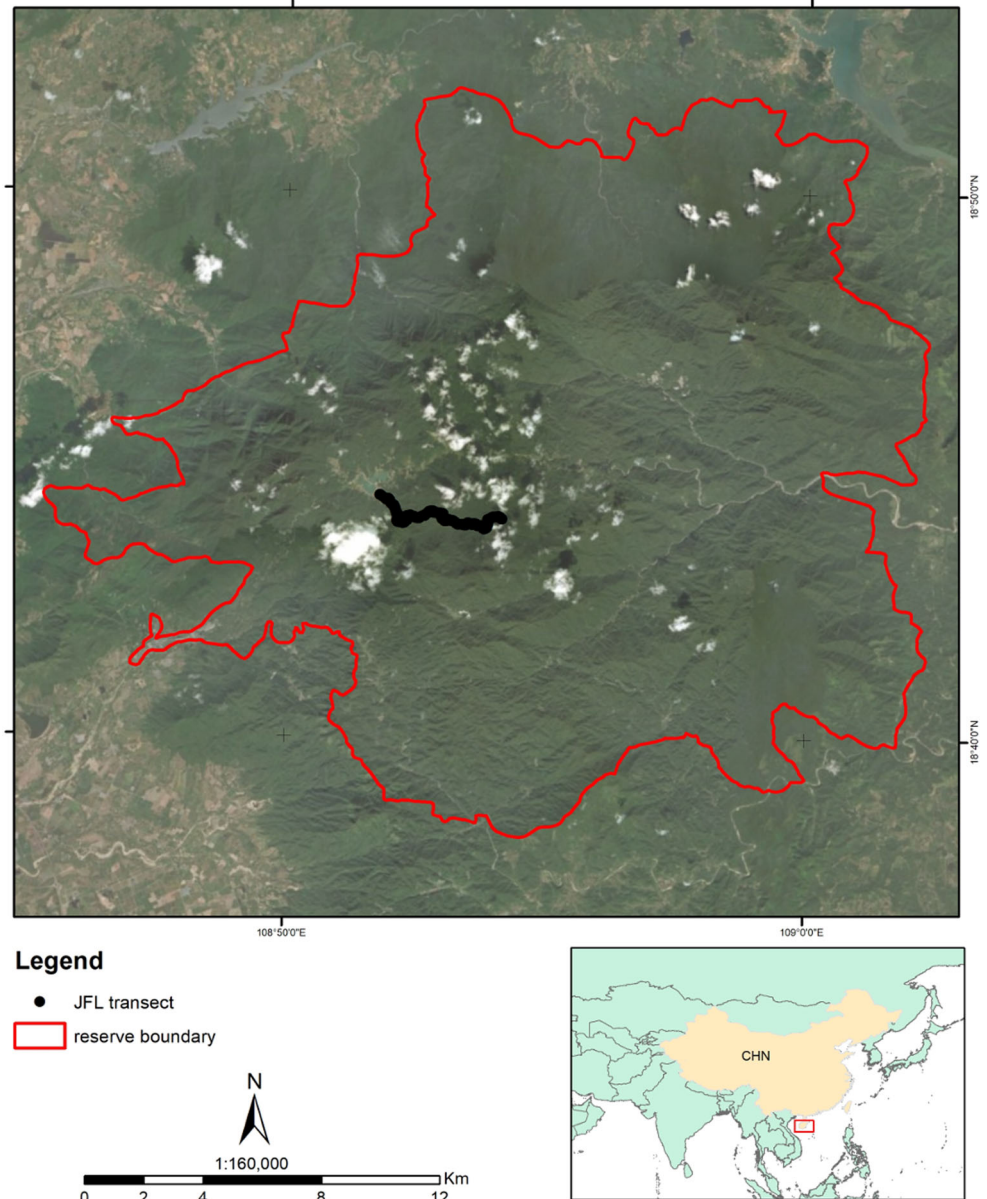 18°50'0"N
18°40'0"N
108°50'0"E
109°0'0"E
Legend
JFL transect
reserve boundary
N
1:160,000
Km
0 2 4 8 12
CHN